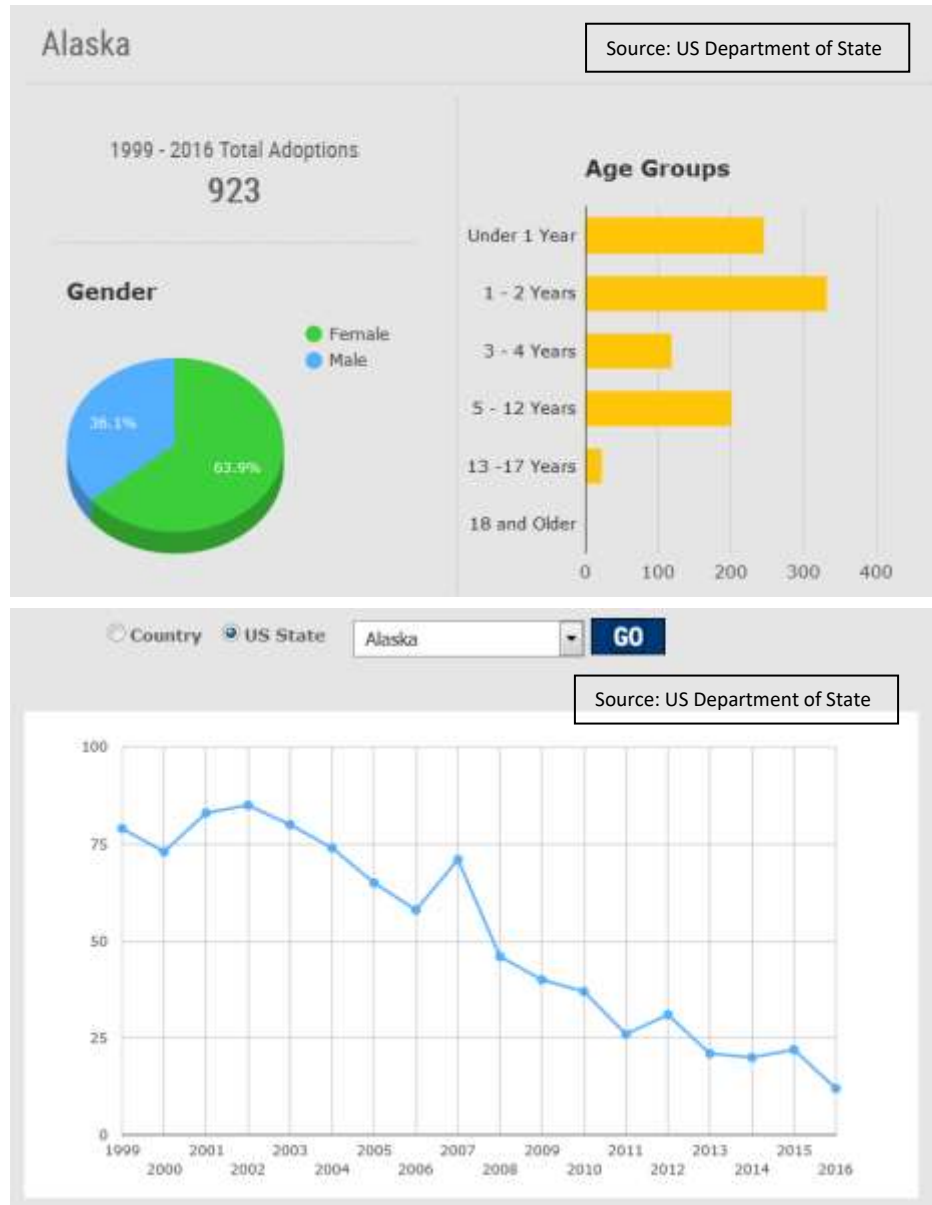 Alaska
Source: US Department of State
1999 - 2016 Total Adoptions
923
Gender
Female
Male
36.1%
63.9%
Age Groups
Under 1 Year
1 - 2 Years
3 - 4 Years
5 - 12 Years
13 -17 Years
18 and Older
0 100 200 300 400
Country US State Alaska GO
Source: US Department of State
100
75
50
25
0
1999 2001 2003 2005 2007 2009 2011 2013 2015
2000 2002 2004 2006 2008 2010 2012 2014 2016